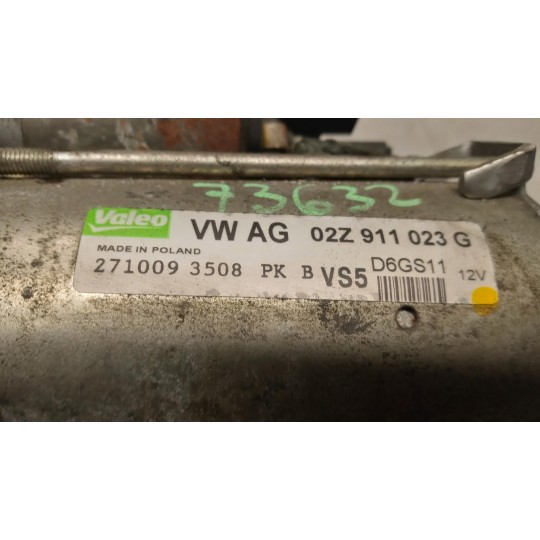 73632
Valeo VW AG 02Z 911 023 G
MADE IN POLAND
271009 3508 PK B VS5 D6GS11 12V